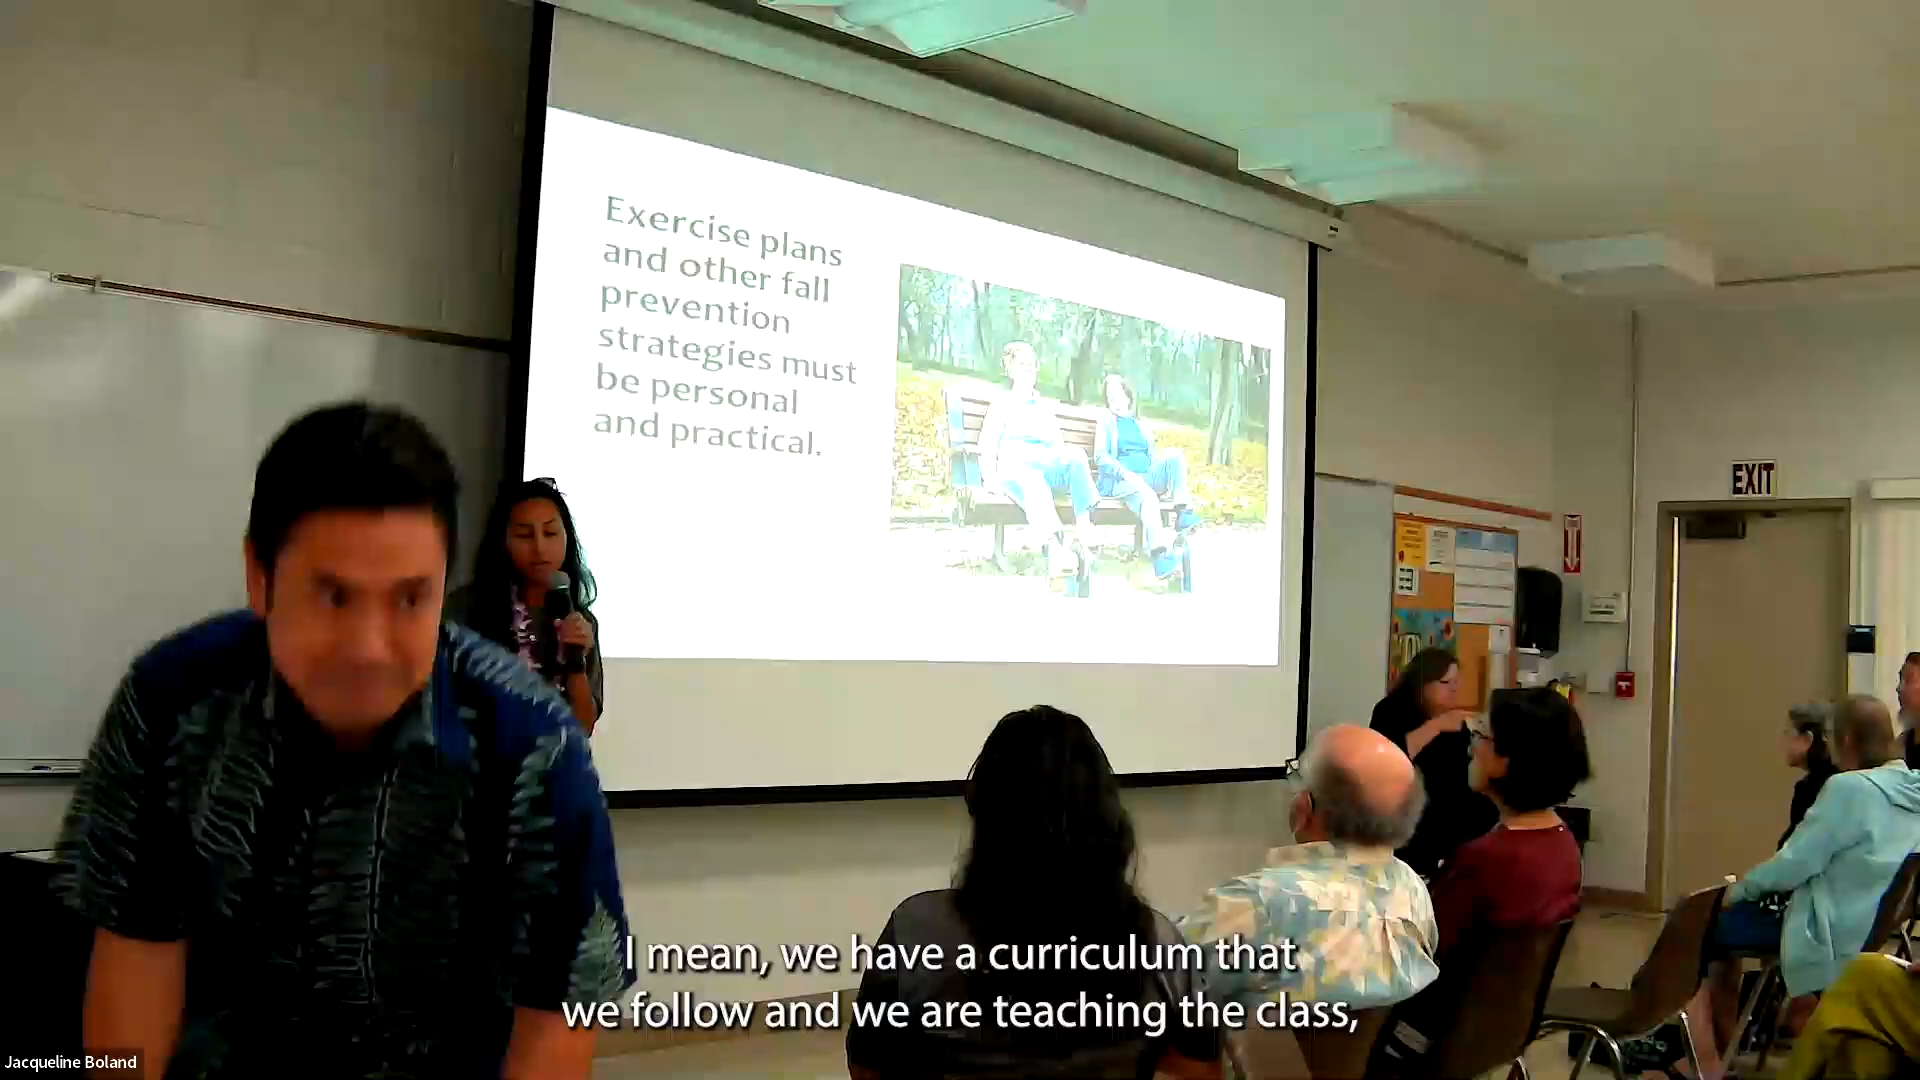 Exercise plans
and other fall
prevention
strategies must
be personal
and practical.
EXIT
I mean, we have a curriculum that
we follow and we are teaching the class,
Jacqueline Boland